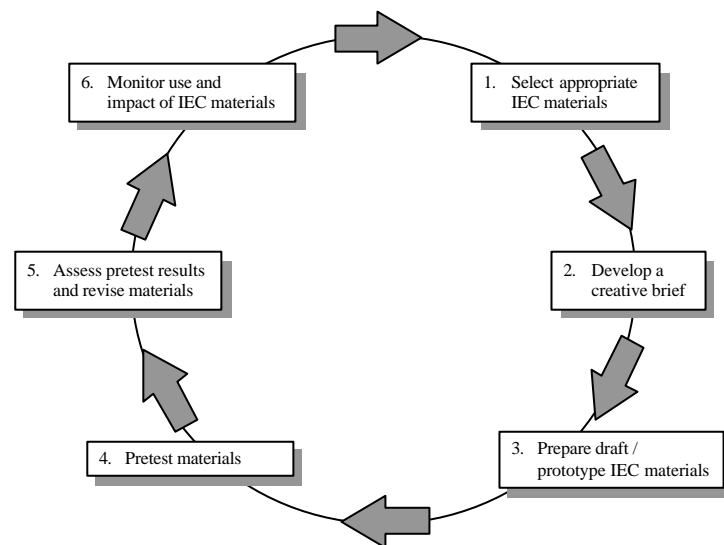 1. Select appropriate
IEC materials
2. Develop a
creative brief
3. Prepare draft /
prototype IEC materials
4. Pretest materials
5. Assess pretest results
and revise materials
6. Monitor use and
impact of IEC materials